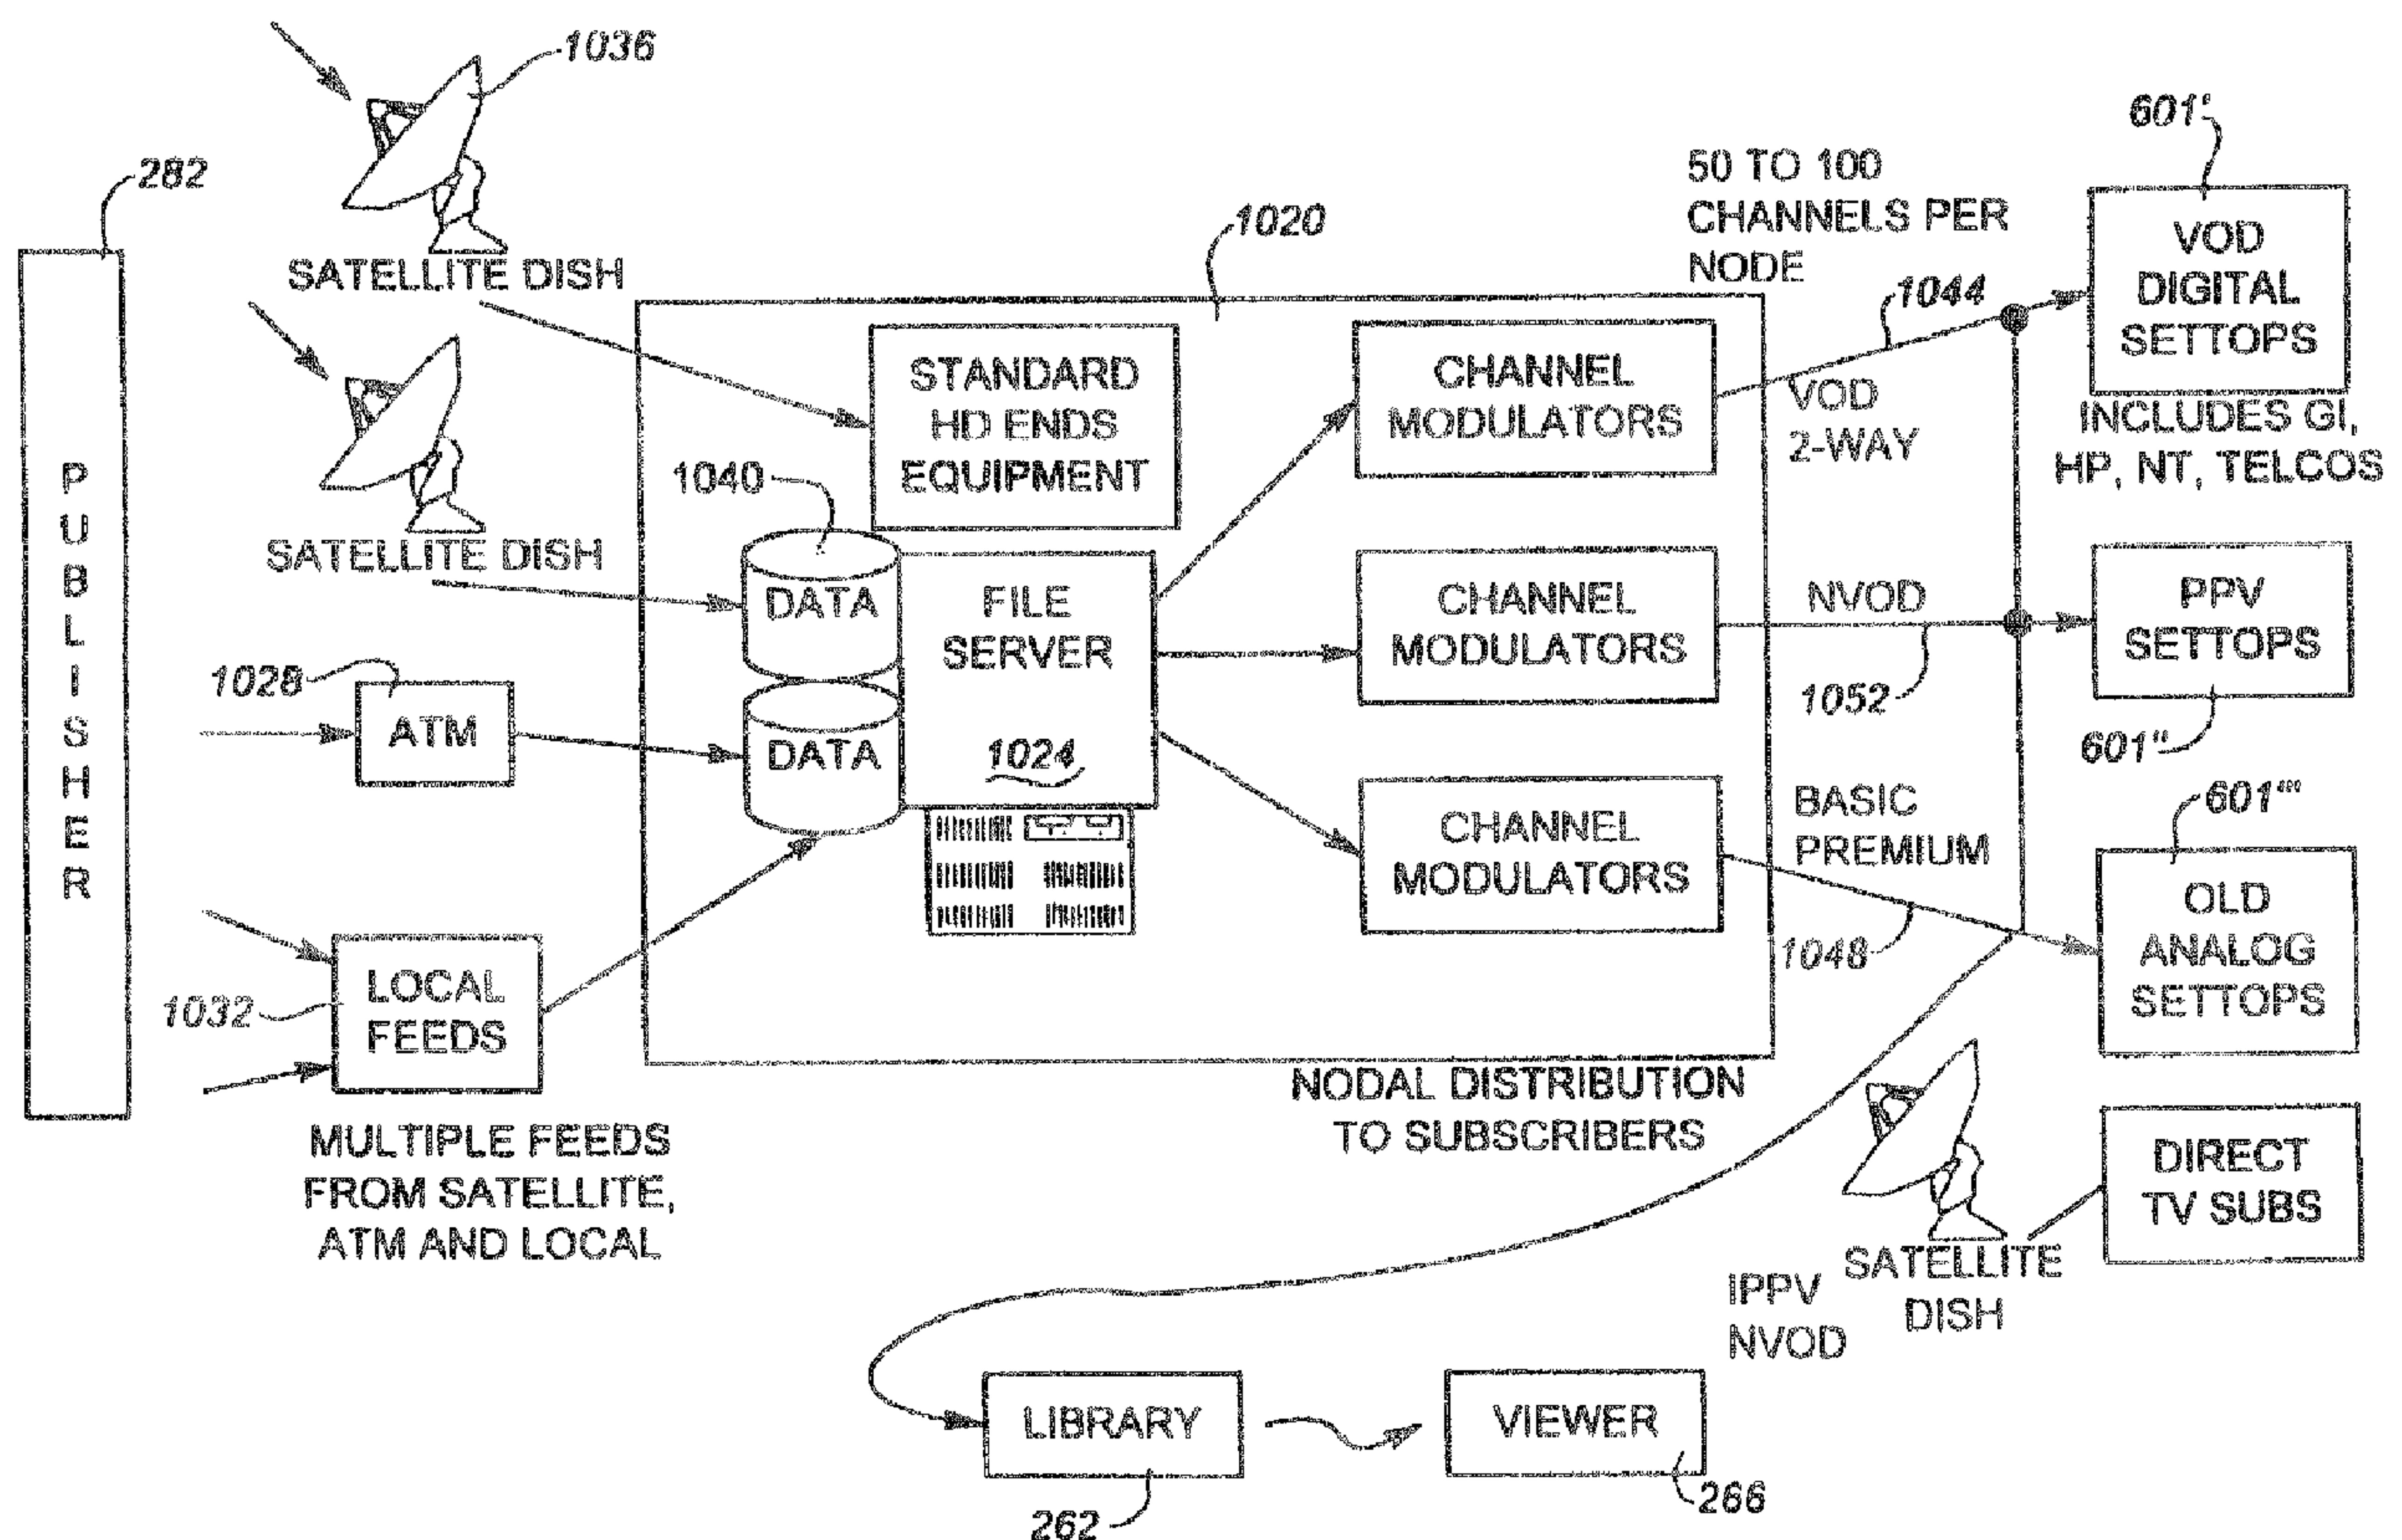 1036
282
SATELLITE DISH
SATELLITE DISH
PUBLISHER
1028
ATM
1032
LOCAL
FEEDS
MULTIPLE FEEDS
FROM SATELLITE,
ATM AND LOCAL
1020
STANDARD
HD ENDS
EQUIPMENT
1040
DATA
DATA
FILE
SERVER
1024
CHANNEL
MODULATORS
CHANNEL
MODULATORS
CHANNEL
MODULATORS
NODAL DISTRIBUTION
TO SUBSCRIBERS
50 TO 100
CHANNELS PER
NODE
1044
VOD
2-WAY
NVOD
1052
BASIC
PREMIUM
1048
601'
VOD
DIGITAL
SETTOPS
INCLUDES GI,
HP, NT, TELCOS
PPV
SETTOPS
601"
601'''
OLD
ANALOG
SETTOPS
DIRECT
TV SUBS
SATELLITE
DISH
IPPV
NVOD
LIBRARY
262
VIEWER
266